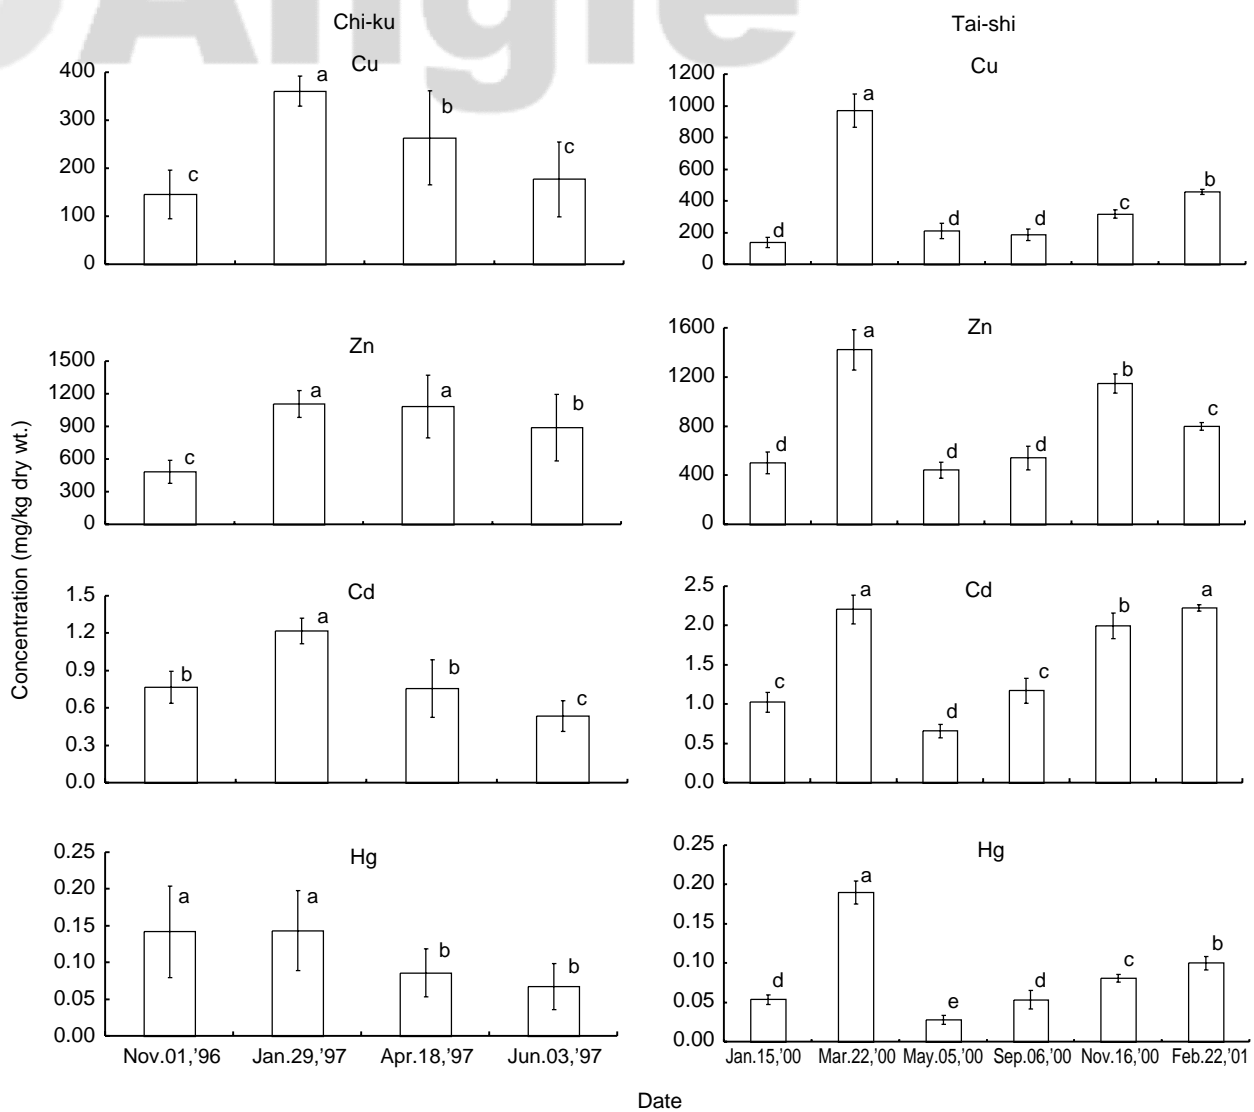 Angle
Chi-ku
Tai-shi
Cu
400
300
200
100
0
c
a
b
c
Cu
1200
1000
800
600
400
200
0
d
a
d
d
c
b
Zn
1500
1200
900
600
300
0
c
a
a
b
Zn
1600
1200
800
400
0
d
a
d
d
b
c
Concentration (mg/kg dry wt.)
Cd
1.5
1.2
0.9
0.6
0.3
0.0
b
a
b
c
Cd
2.5
2.0
1.5
1.0
0.5
0.0
c
a
d
c
b
a
Hg
0.25
0.20
0.15
0.10
0.05
0.00
a
a
b
b
Nov.01,’96 Jan.29,’97 Apr.18,’97 Jun.03,’97
Hg
0.25
0.20
0.15
0.10
0.05
0.00
d
a
e
d
c
b
Jan.15,’00 Mar.22,’00 May.05,’00 Sep.06,’00 Nov.16,’00 Feb.22,’01
Date